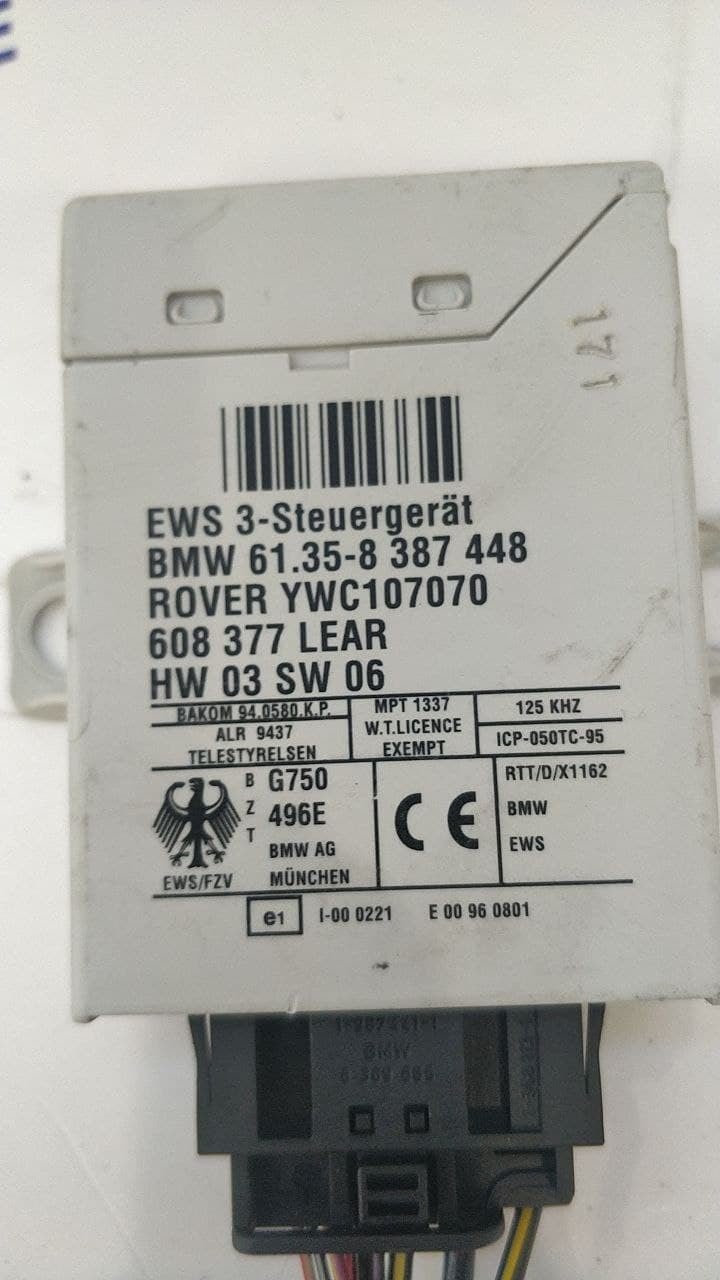 171
EWS 3-Steuergerät
BMW 61.35-8 387 448
ROVER YWC107070
608 377 LEAR
HW 03 SW 06
BAKOM 94.0580.K.P.
ALR 9437
TELESTYRELSEN
MPT 1337
W.T.LICENCE
EXEMPT
125 KHZ
ICP-050TC-95
BZT
G750
496E
BMW AG
MÜNCHEN
EWS/FZV
CE
RTT/D/X1162
BMW
EWS
e1 I-00 0221 E 00 96 0801
BMW